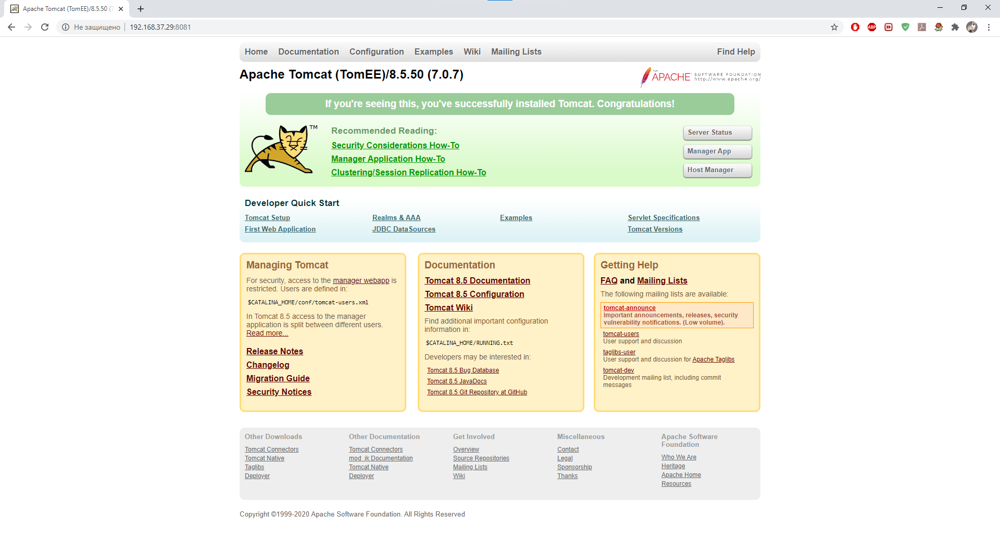 Apache Tomcat (TomEE)/8.5.50 (7
Не защищено
192.168.37.29:8081
ABP
Home Documentation Configuration Examples Wiki Mailing Lists Find Help
Apache Tomcat (TomEE)/8.5.50 (7.0.7)
THE
APACHE
SOFTWARE FOUNDATION
http://www.apache.org/
If you're seeing this, you've successfully installed Tomcat. Congratulations!
TM
Recommended Reading:
Security Considerations How-To
Manager Application How-To
Clustering/Session Replication How-To
Server Status
Manager App
Host Manager
Developer Quick Start
Tomcat Setup
First Web Application
Realms & AAA
JDBC DataSources
Examples
Servlet Specifications
Tomcat Versions
Managing Tomcat
For security, access to the manager webapp is
restricted. Users are defined in:
$CATALINA_HOME/conf/tomcat-users.xml
In Tomcat 8.5 access to the manager
application is split between different users.
Read more...
Release Notes
Changelog
Migration Guide
Security Notices
Documentation
Tomcat 8.5 Documentation
Tomcat 8.5 Configuration
Tomcat Wiki
Find additional important configuration
information in:
$CATALINA_HOME/RUNNING.txt
Developers may be interested in:
Tomcat 8.5 Bug Database
Tomcat 8.5 JavaDocs
Tomcat 8.5 Git Repository at GitHub
Getting Help
FAQ and Mailing Lists
The following mailing lists are available:
tomcat-announce
Important announcements, releases, security
vulnerability notifications. (Low volume).
tomcat-users
User support and discussion
taglibs-user
User support and discussion for Apache Taglibs
tomcat-dev
Development mailing list, including commit
messages
Other Downloads
Tomcat Connectors
Tomcat Native
Taglibs
Deployer
Other Documentation
Tomcat Connectors
mod_jk Documentation
Tomcat Native
Deployer
Get Involved
Overview
Source Repositories
Mailing Lists
Wiki
Miscellaneous
Contact
Legal
Sponsorship
Thanks
Apache Software
Foundation
Who We Are
Heritage
Apache Home
Resources
Copyright ©1999-2020 Apache Software Foundation. All Rights Reserved